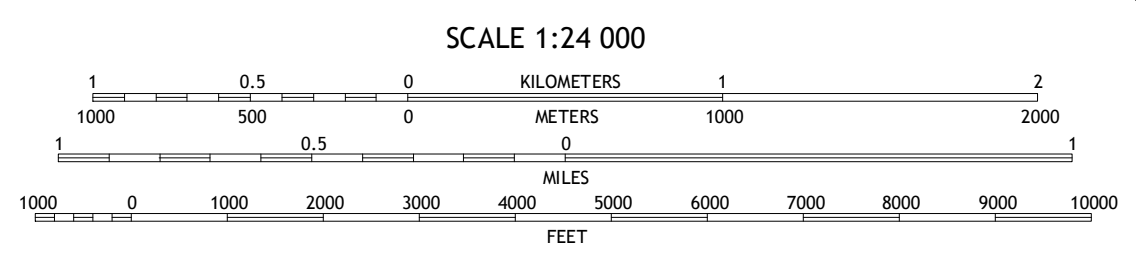 SCALE 1:24 000
1 0.5 0 KILOMETERS 1 2
1000 500 0 METERS 1000 2000
1 0.5 0 1
MILES
1000 0 1000 2000 3000 4000 5000 6000 7000 8000 9000 10000
FEET